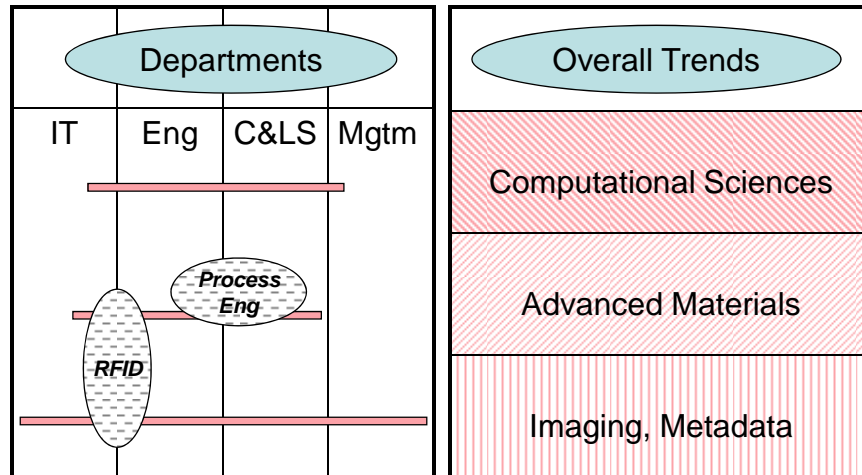 Departments
IT Eng C&LS Mgtm
Process
Eng
RFID
Overall Trends
Computational Sciences
Advanced Materials
Imaging, Metadata